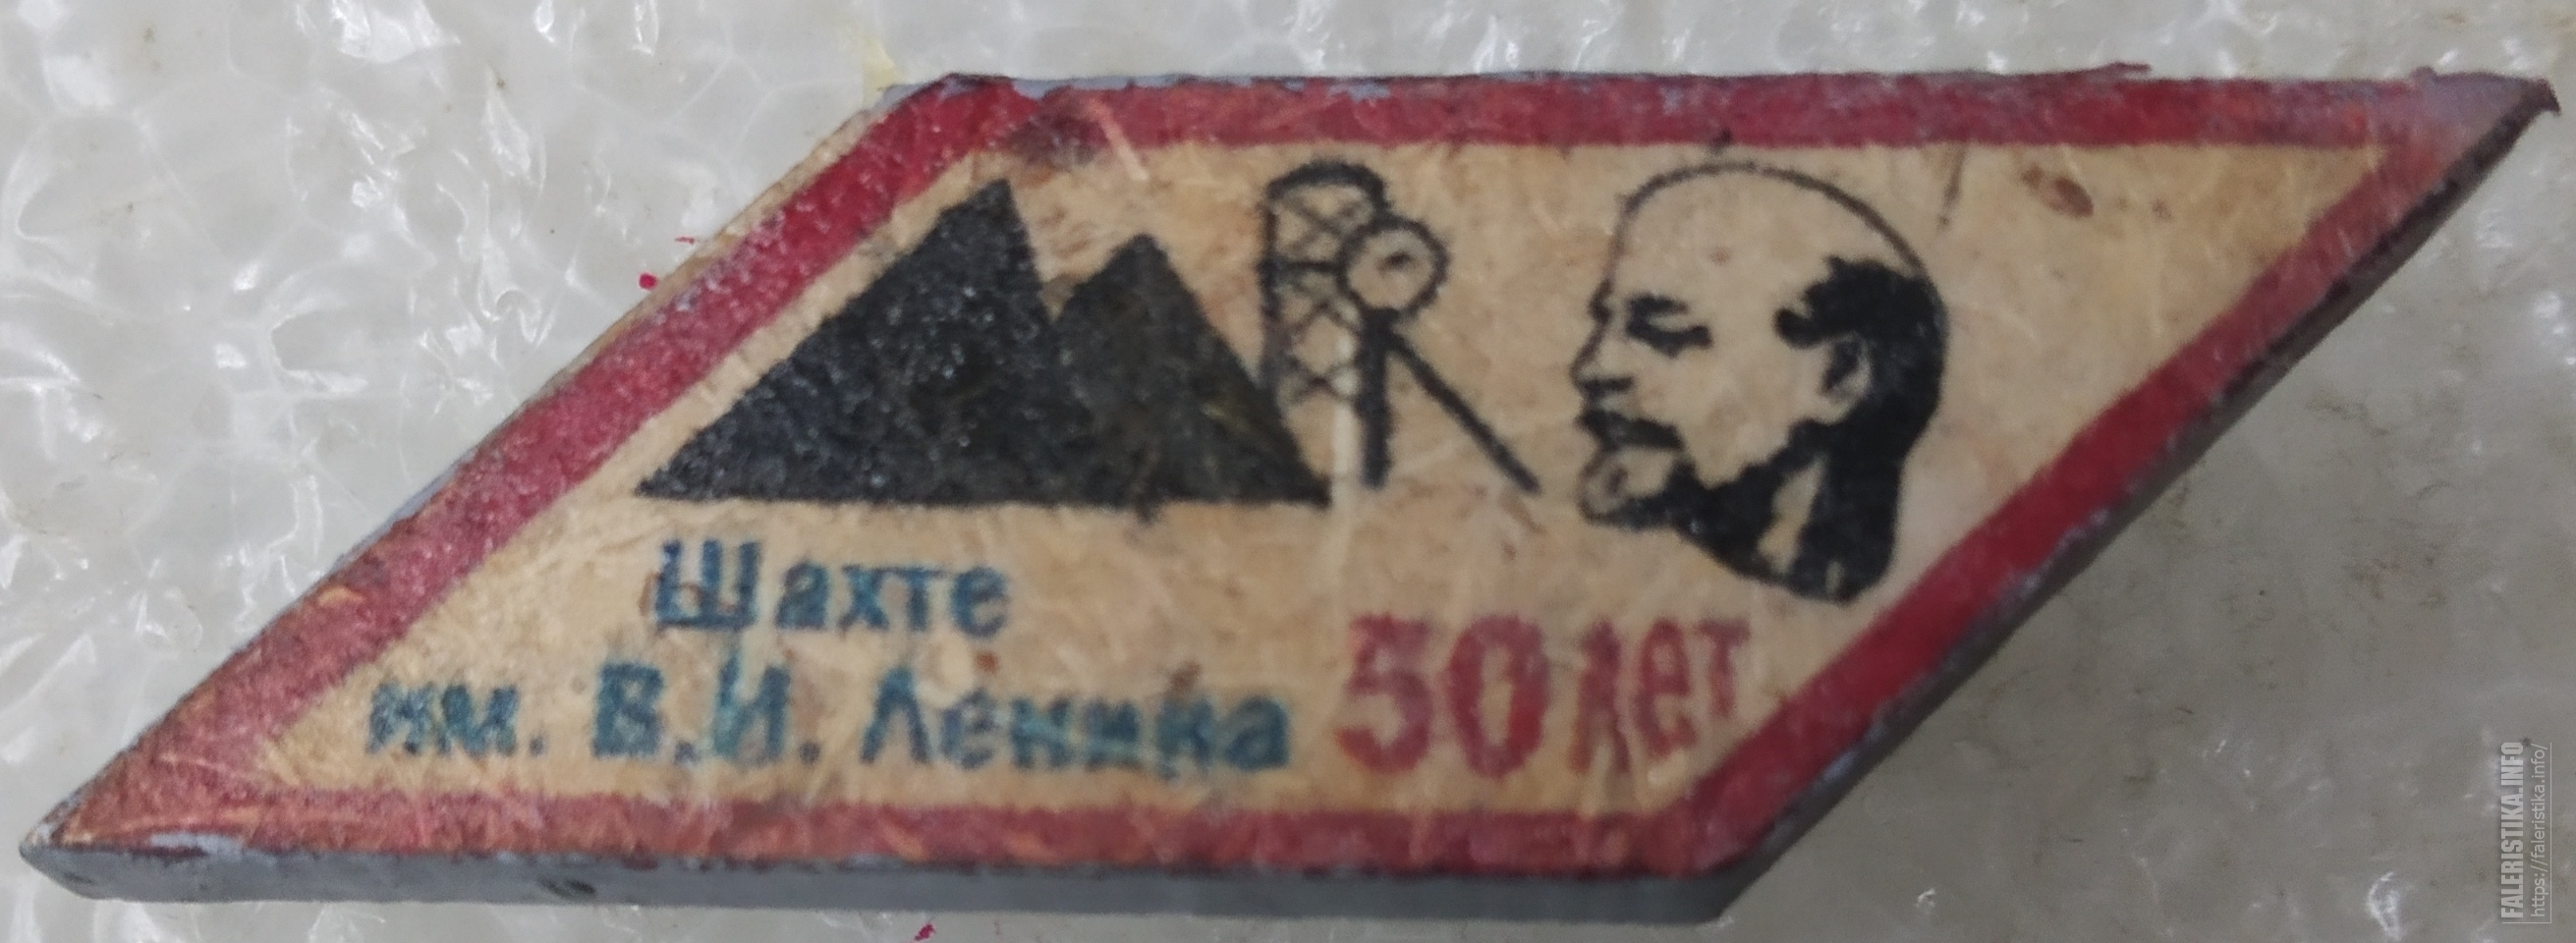 Шахте
им. В.И. Ленина 50 лет
FALERISTIKA.INFO
https://faleristika.info/